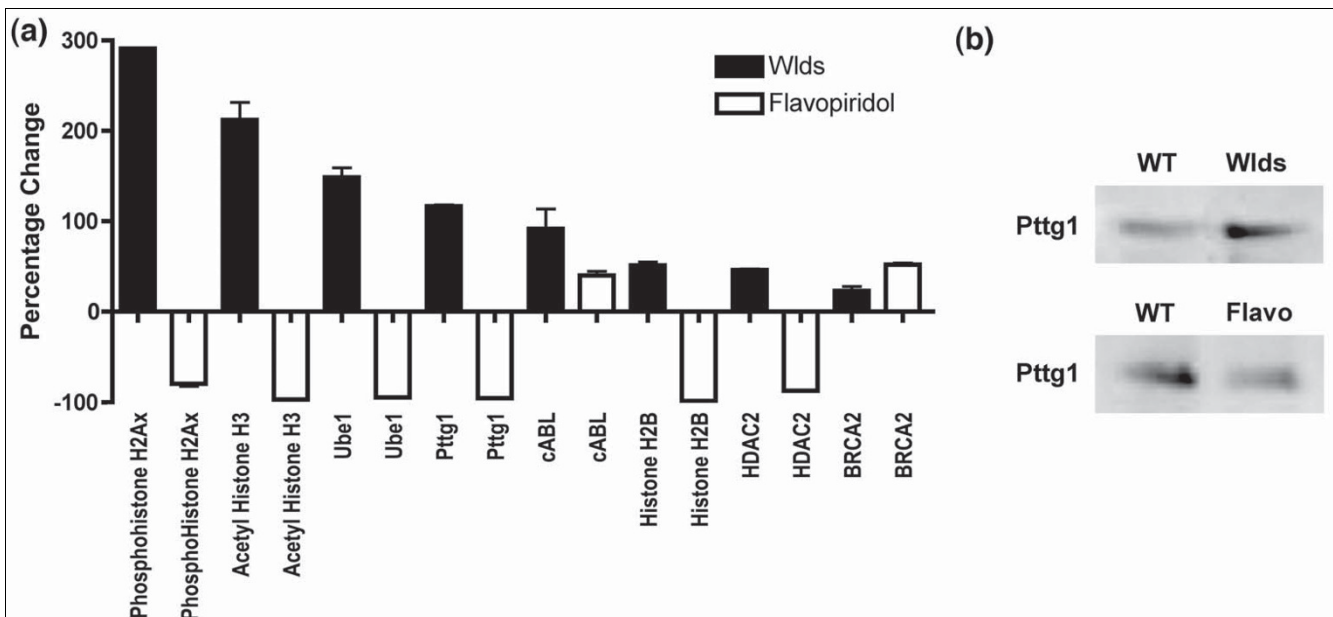 (a)
300
200
100
0
-100
Percentage Change
Wlds
Flavopiridol
Phosphohistone H2Ax
PhosphoHistone H2Ax
Acetyl Histone H3
Acetyl Histone H3
Ube1
Ube1
Pttg1
Pttg1
cABL
cABL
Histone H2B
Histone H2B
HDAC2
HDAC2
BRCA2
BRCA2
(b)
WT Wlds
Pttg1
WT Flavo
Pttg1